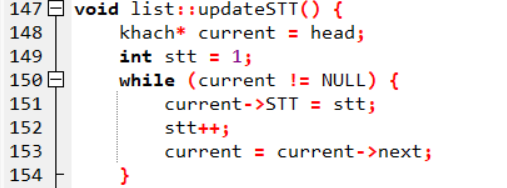 147 void list::updateSTT() {
148 khach* current = head;
149 int stt = 1;
150 while (current != NULL) {
151 current->STT = stt;
152 stt++;
153 current = current->next;
154 }